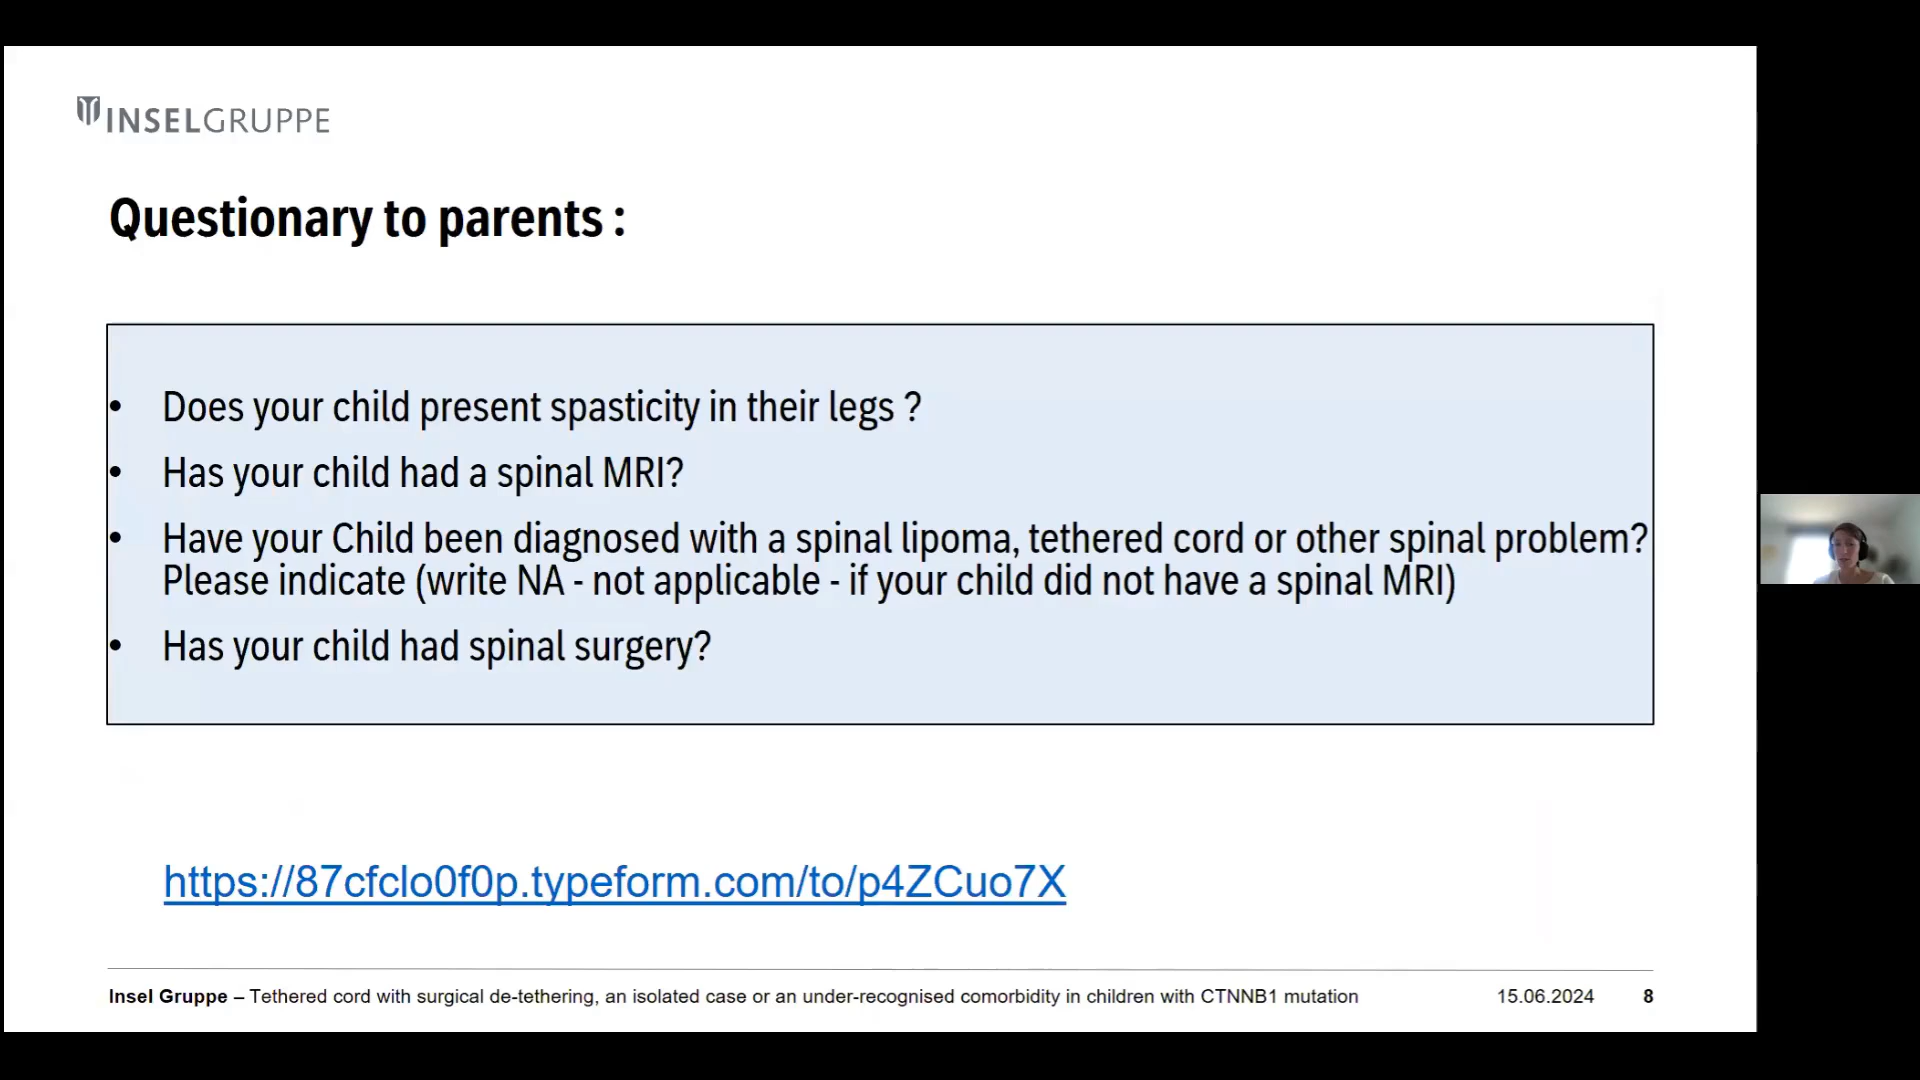 INSELGRUPPE
Questionary to parents :
• Does your child present spasticity in their legs ?
• Has your child had a spinal MRI?
• Have your Child been diagnosed with a spinal lipoma, tethered cord or other spinal problem?
Please indicate (write NA - not applicable - if your child did not have a spinal MRI)
• Has your child had spinal surgery?
https://87cfclo0f0p.typeform.com/to/p4ZCuo7X
Insel Gruppe – Tethered cord with surgical de-tethering, an isolated case or an under-recognised comorbidity in children with CTNNB1 mutation 15.06.2024 8